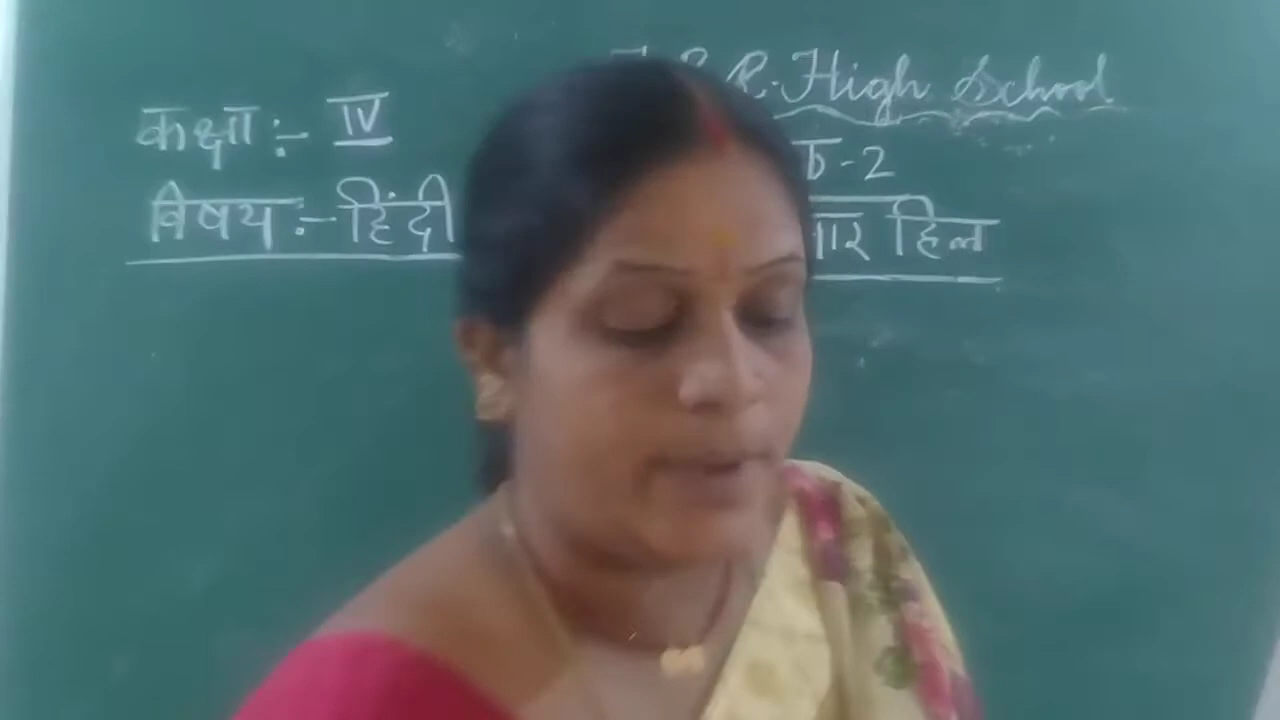 R. High School
कक्षा :- IV
-2
विषय :- हिंदी
हिल